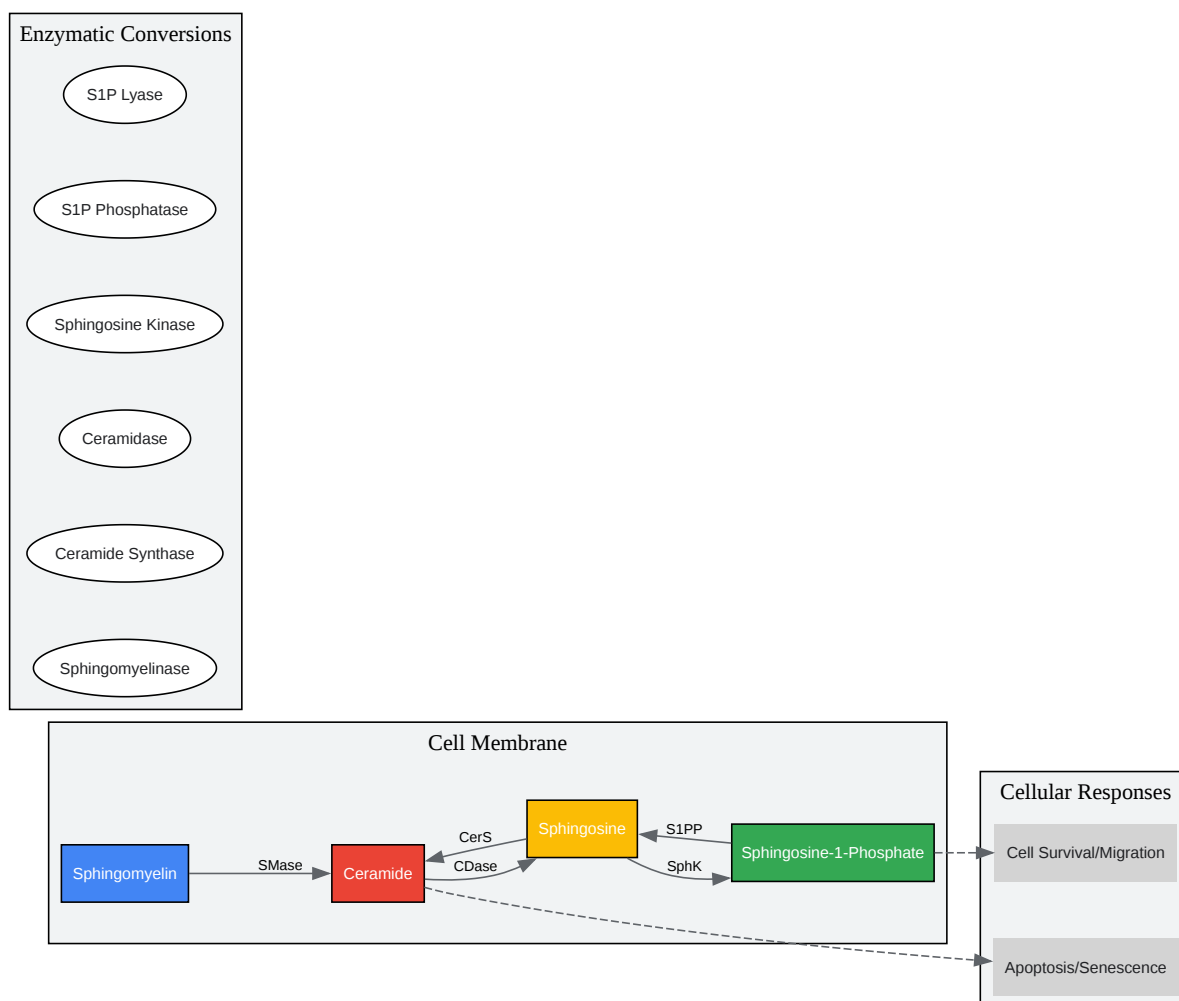 Enzymatic Conversions
S1P Lyase
S1P Phosphatase
Sphingosine Kinase
Ceramidase
Ceramide Synthase
Sphingomyelinase
Cell Membrane
Sphingomyelin
SMase
Ceramide
CerS
CDase
Sphingosine
S1PP
SphK
Sphingosine-1-Phosphate
Cellular Responses
Cell Survival/Migration
Apoptosis/Senescence